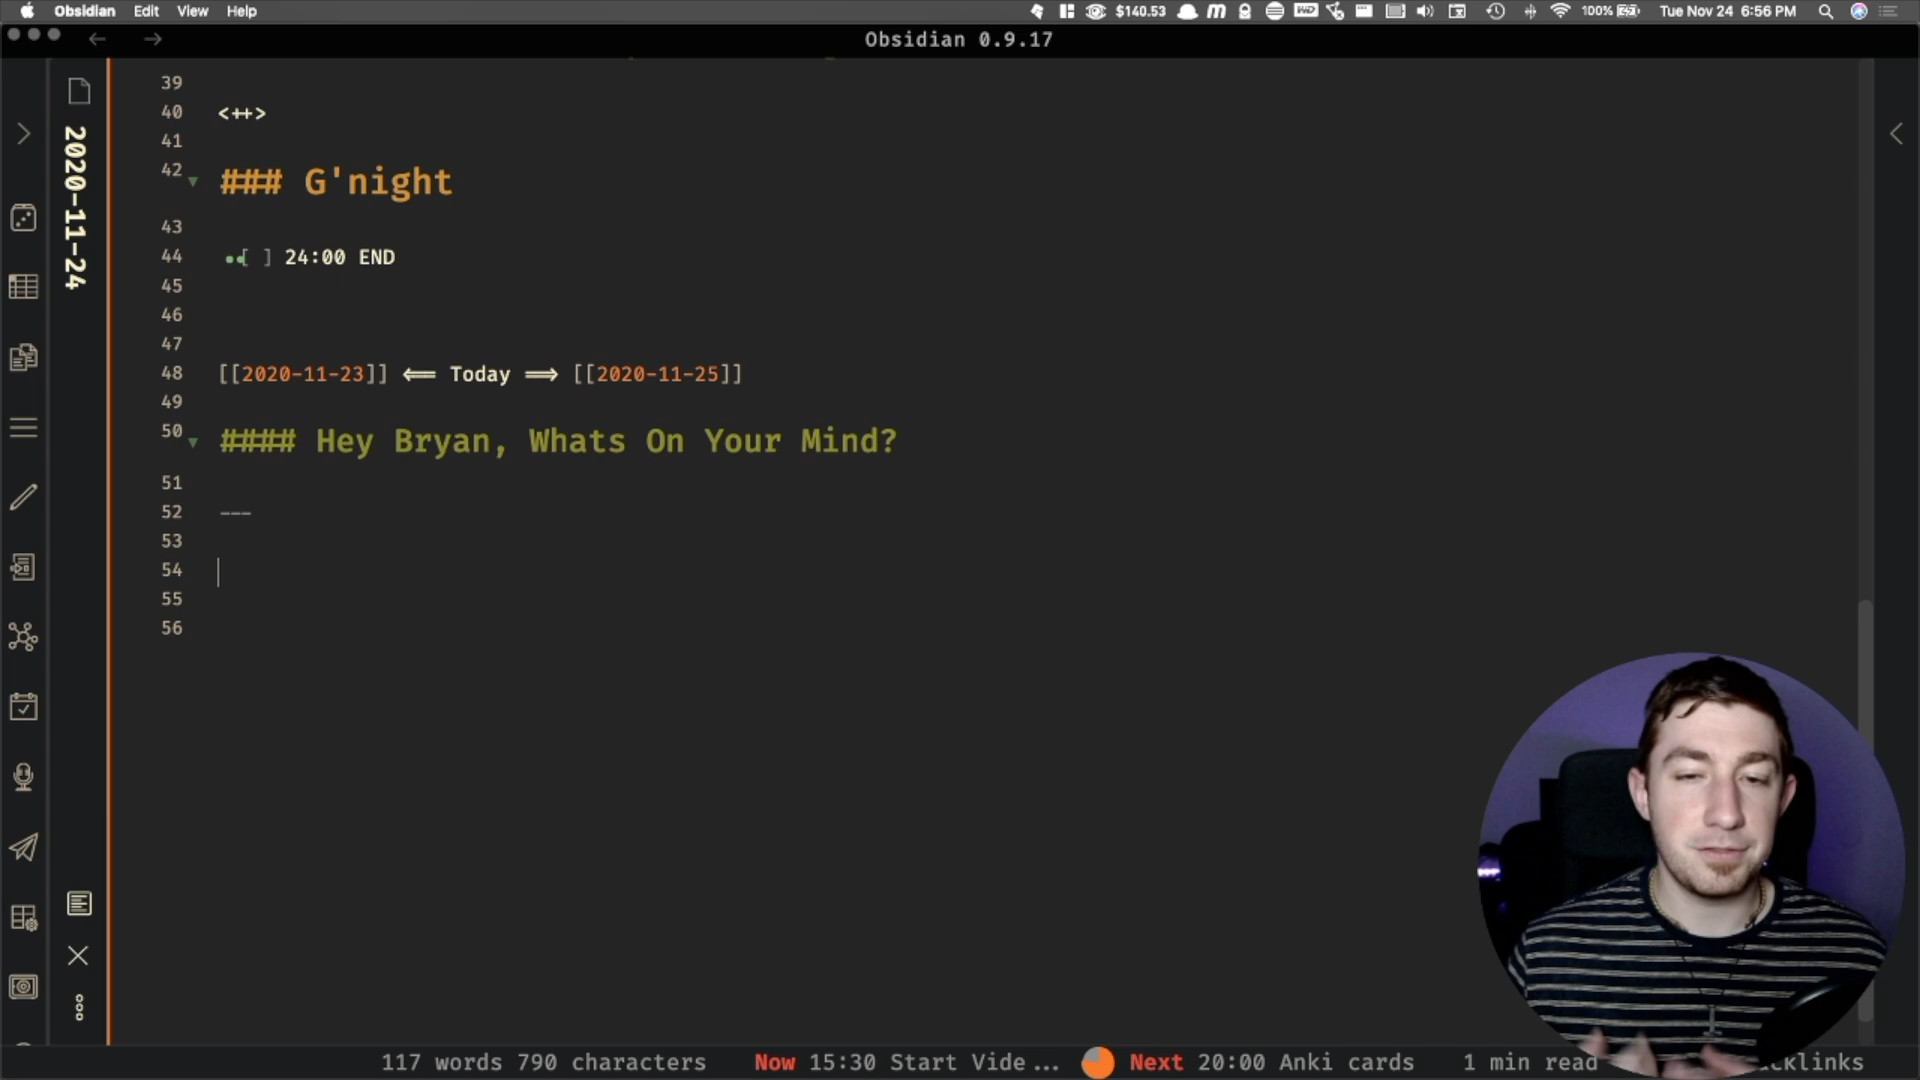 Obsidian Edit View Help $140.53 100% Tue Nov 24 6:56 PM
Obsidian 0.9.17
2020-11-24
39
40 <++>
41
42 ### G'night
43
44 [ ] 24:00 END
45
46
47
48 [[2020-11-23]] <== Today ==> [[2020-11-25]]
49
50 #### Hey Bryan, Whats On Your Mind?
51
52 ---
53
54
55
56
117 words 790 characters Now 15:30 Start Vide... Next 20:00 Anki cards 1 min read